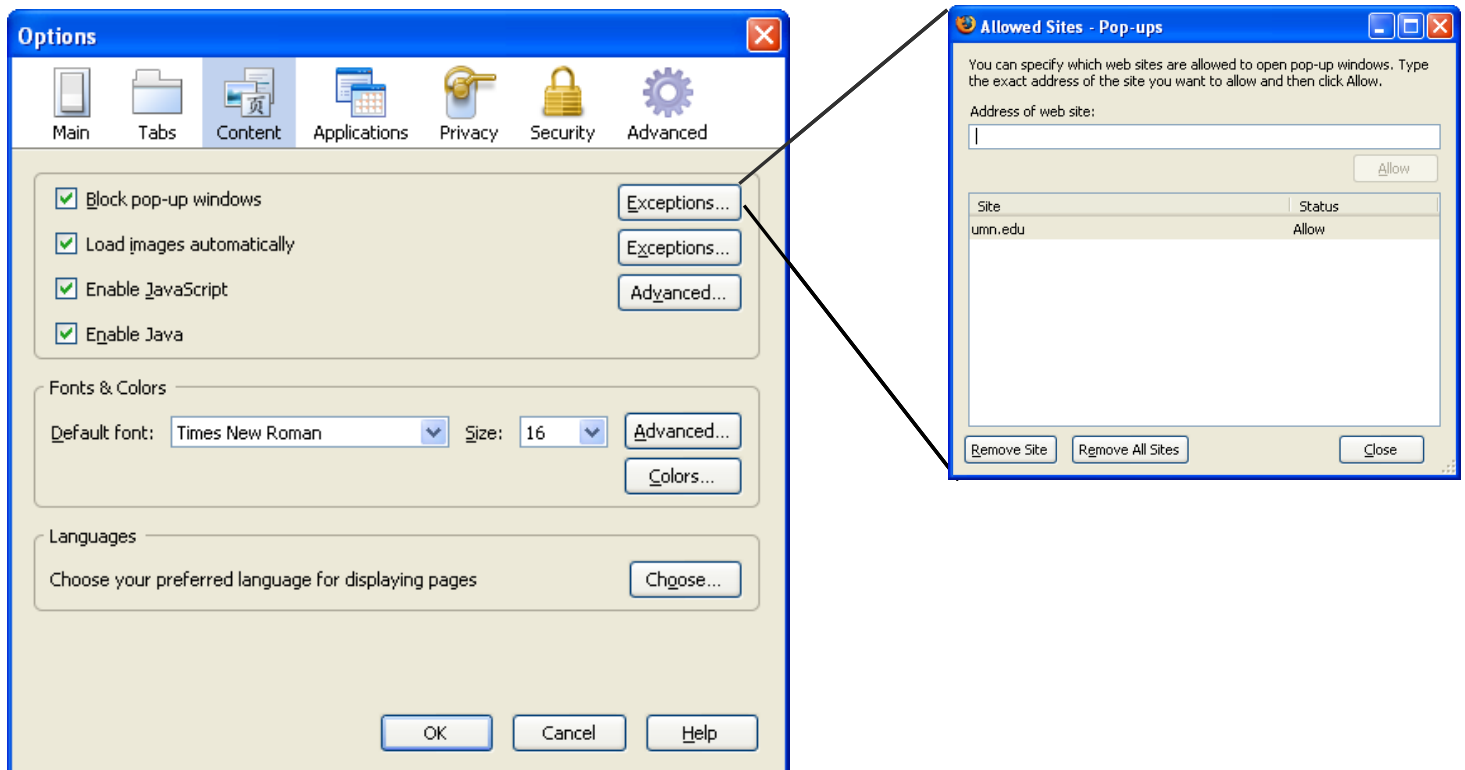 Options
Main Tabs Content Applications Privacy Security Advanced
页
Block pop-up windows Exceptions...
Load images automatically Exceptions...
Enable JavaScript Advanced...
Enable Java
Fonts & Colors
Default font: Times New Roman Size: 16 Advanced...
Colors...
Languages
Choose your preferred language for displaying pages Choose...
OK Cancel Help
Allowed Sites - Pop-ups
You can specify which web sites are allowed to open pop-up windows. Type
the exact address of the site you want to allow and then click Allow.
Address of web site:
Allow
Site Status
umn.edu Allow
Remove Site Remove All Sites Close